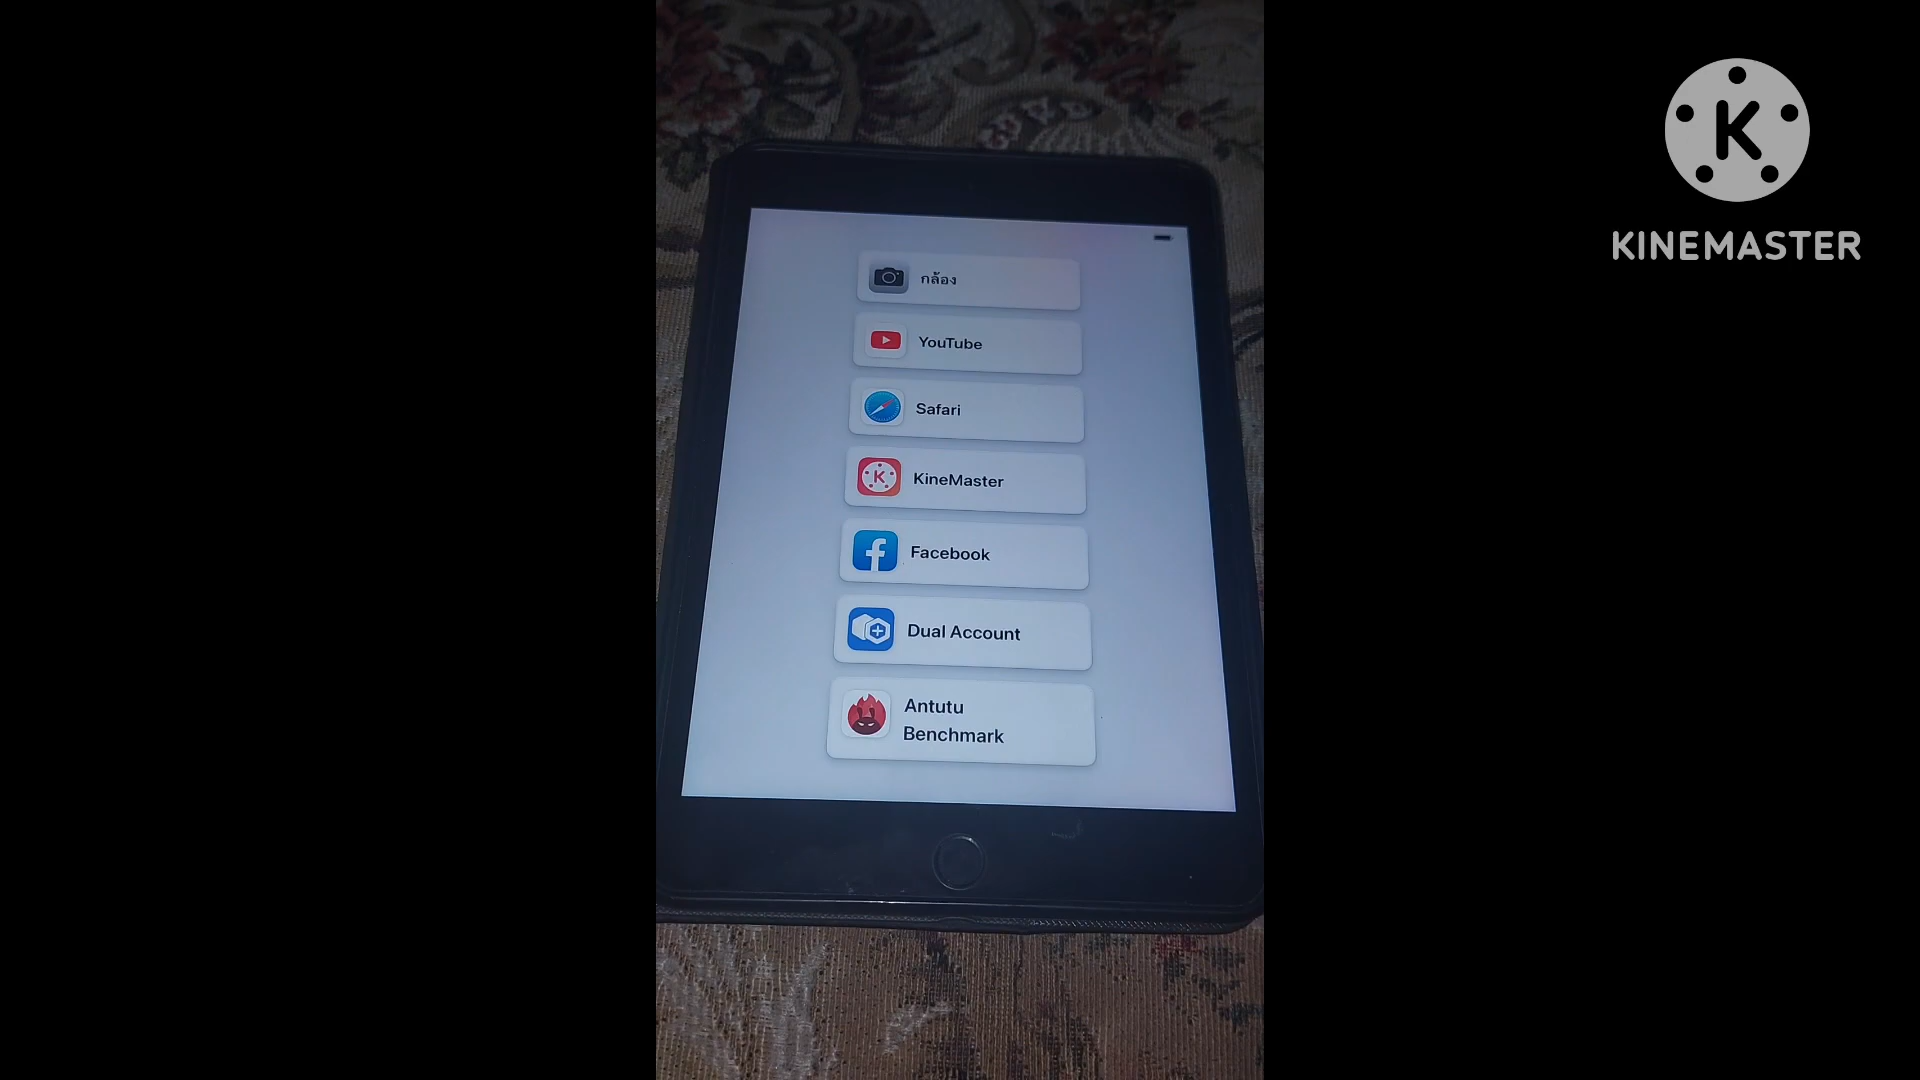 กล้อง
YouTube
Safari
KineMaster
Facebook
Dual Account
Antutu
Benchmark
KINEMASTER